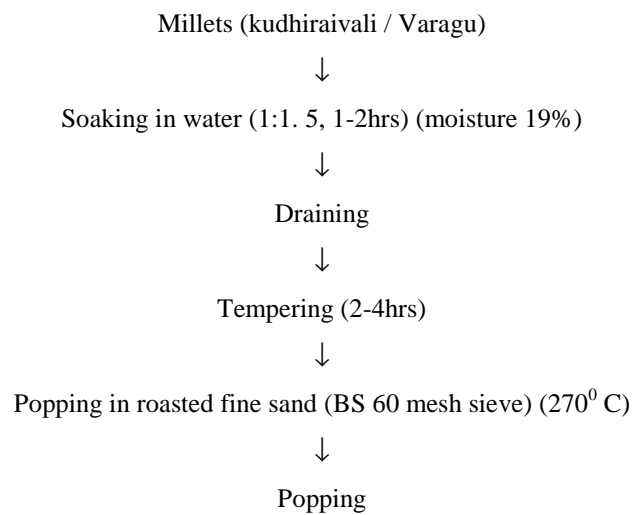 Millets (kudhiraivali / Varagu)
↓
Soaking in water (1:1. 5, 1-2hrs) (moisture 19%)
↓
Draining
↓
Tempering (2-4hrs)
↓
Popping in roasted fine sand (BS 60 mesh sieve) (270⁰ C)
↓
Popping